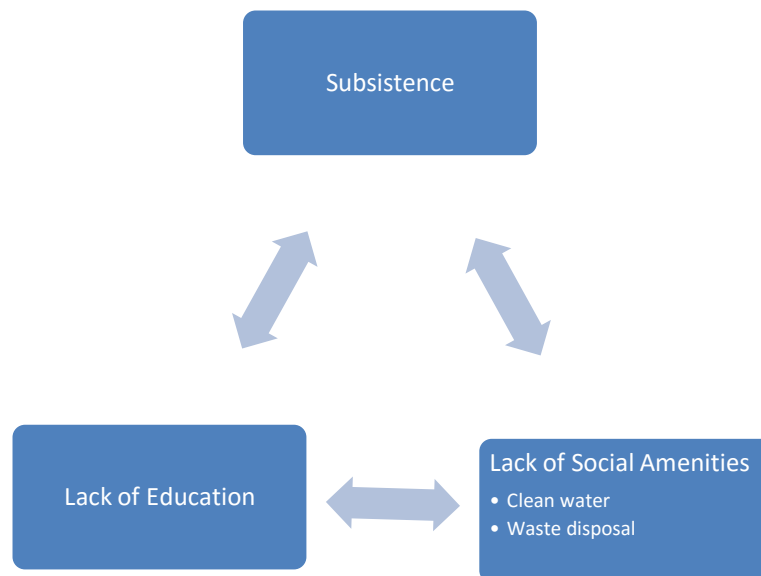 Subsistence
Lack of Education
Lack of Social Amenities
• Clean water
• Waste disposal